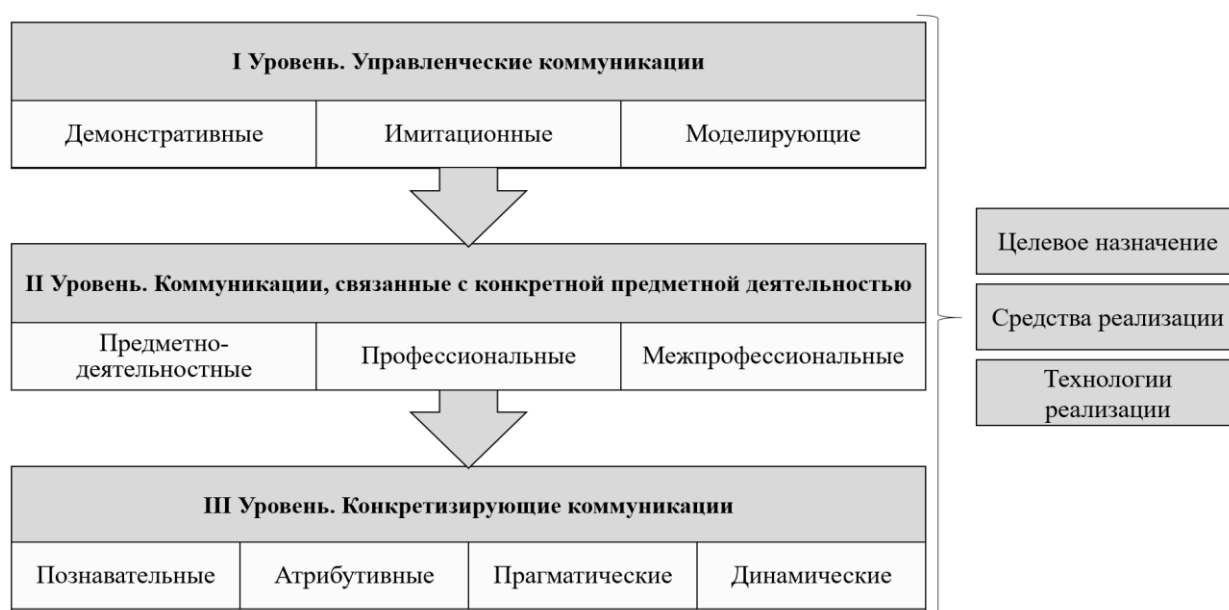 I Уровень. Управленческие коммуникации
Демонстративные
Имитационные
Моделирующие
II Уровень. Коммуникации, связанные с конкретной предметной деятельностью
Предметно-
деятельностные
Профессиональные
Межпрофессиональные
III Уровень. Конкретизирующие коммуникации
Познавательные
Атрибутивные
Прагматические
Динамические
Целевое назначение
Средства реализации
Технологии
реализации